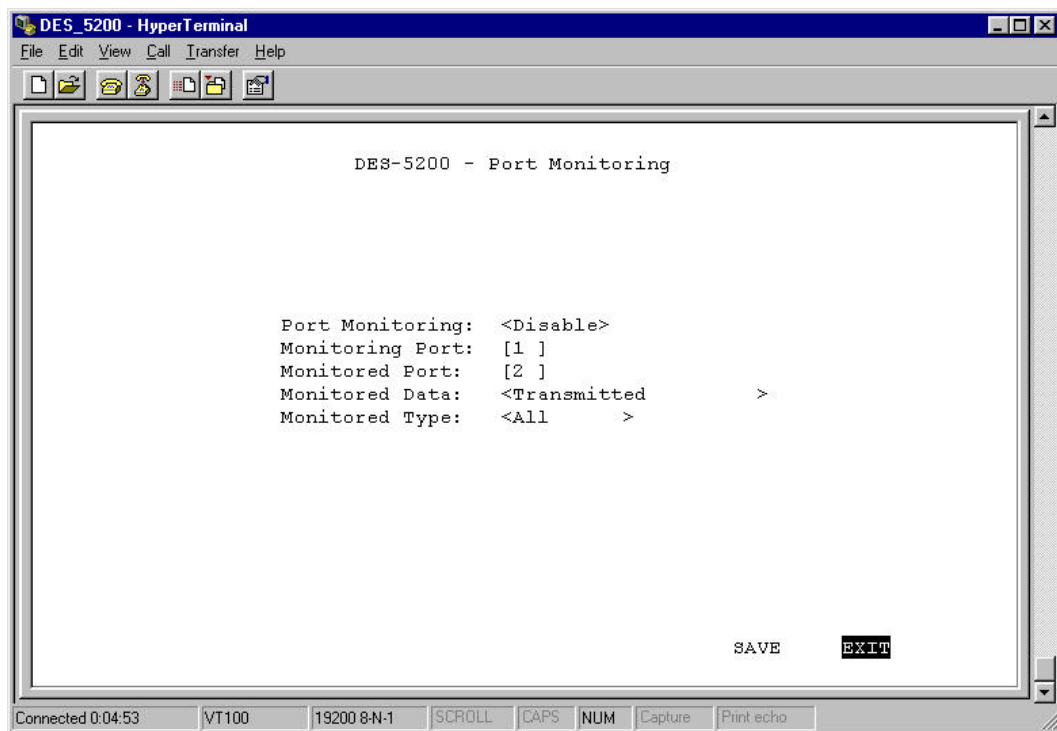 DES_5200 - HyperTerminal
File Edit View Call Transfer Help
DES-5200 - Port Monitoring
Port Monitoring: <Disable>
Monitoring Port: [1 ]
Monitored Port: [2 ]
Monitored Data: <Transmitted >
Monitored Type: <All >
SAVE EXIT
Connected 0:04:53 VT100 19200 8-N-1 SCROLL CAPS NUM Capture Print echo